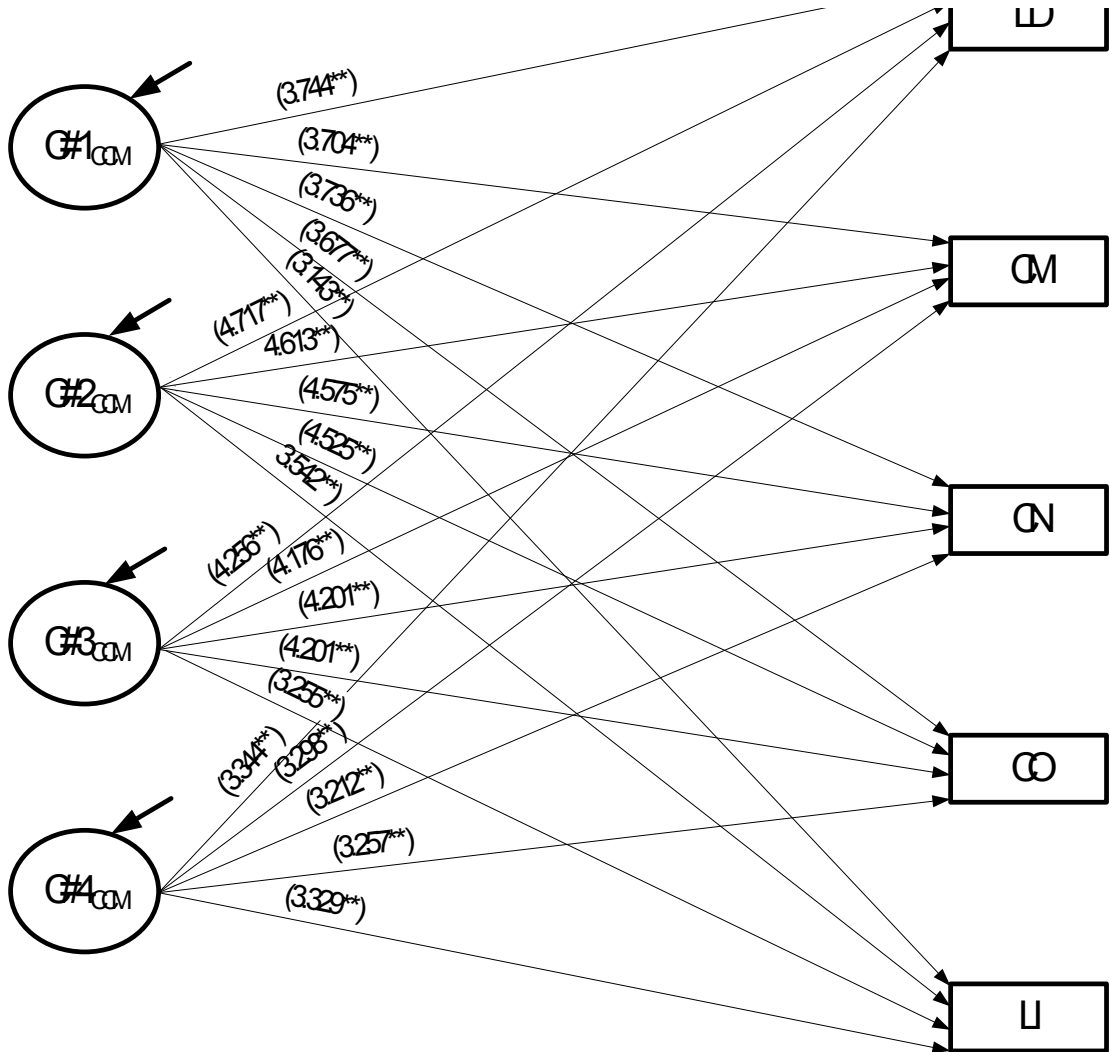 (3.744**)
G#1CCM
(3.704**)
(3.736**)
(3.677**)
(3.143**)
CM
(4.717**)
4.613**)
G#2CCM
(4.575**)
(4.525**)
3.542**)
CN
(4.256**)
(4.176**)
(4.201**)
G#3CCM
(4.201**)
(3.255**)
(3.344**)
(3.298**)
CO
(3.212**)
(3.257**)
G#4CCM
(3.329**)
LI